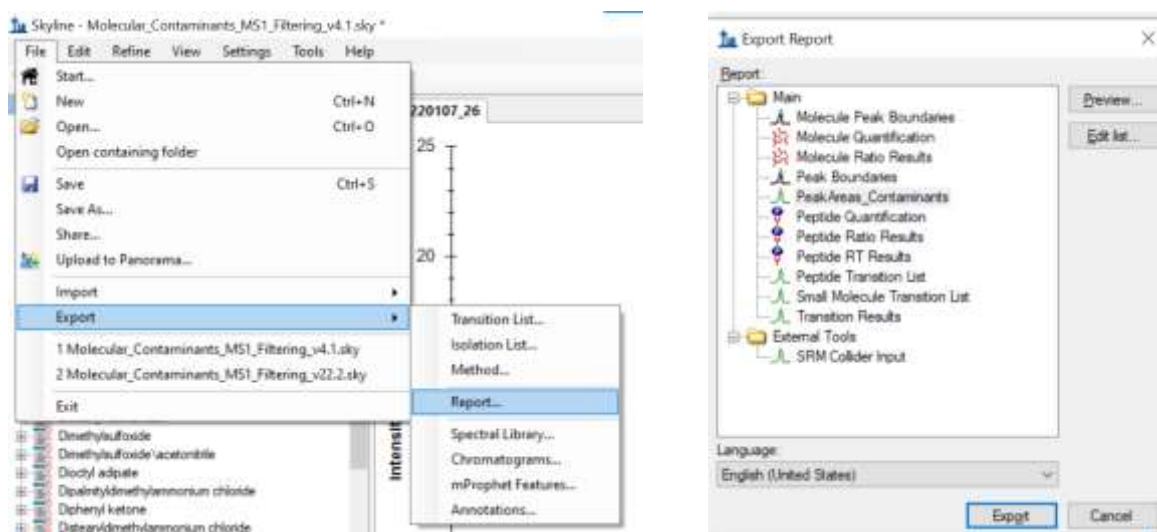 Skyline - Molecular_Contaminants_MS1_Filtering_v4.1.sky *
File Edit Refine View Settings Tools Help
Start...
New Ctrl+N
Open... Ctrl+O
Open containing folder
Save Ctrl+S
Save As...
Share...
Upload to Panorama...
Import
Export
1 Molecular_Contaminants_MS1_Filtering_v4.1.sky
2 Molecular_Contaminants_MS1_Filtering_v22.2.sky
Exit
Transition List...
Isolation List...
Method...
Report...
Spectral Library...
Chromatograms...
mProphet Features...
Annotations...
220107_26
25
20
Intensit
Dimethylsulfoxide
Dimethylsulfoxide\acetonitrile
Dioctyl adipate
Dipalmityldimethylammonium chloride
Diphenyl ketone
Distearyldimethylammonium chloride
Export Report
Report:
Main
Molecule Peak Boundaries
Molecule Quantification
Molecule Ratio Results
Peak Boundaries
PeakAreas_Contaminants
Peptide Quantification
Peptide Ratio Results
Peptide RT Results
Peptide Transition List
Small Molecule Transition List
Transition Results
External Tools
SRM Collider Input
Preview...
Edit list...
Language:
English (United States)
Export Cancel